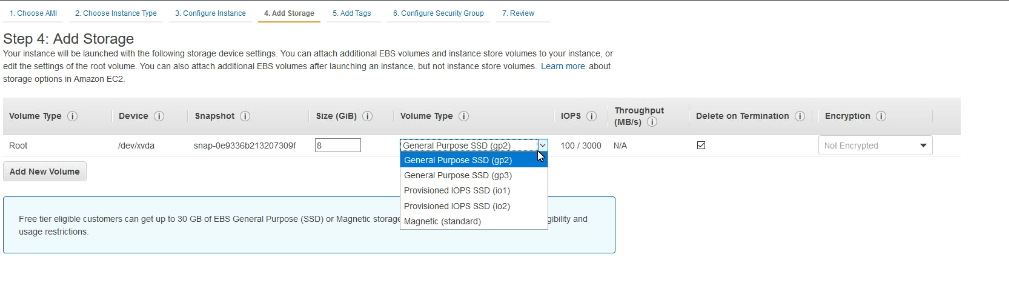 1. Choose AMI 2. Choose Instance Type 3. Configure Instance 4. Add Storage 5. Add Tags 6. Configure Security Group 7. Review
Step 4: Add Storage
Your instance will be launched with the following storage device settings. You can attach additional EBS volumes and instance store volumes to your instance, or
edit the settings of the root volume. You can also attach additional EBS volumes after launching an instance, but not instance store volumes. Learn more about
storage options in Amazon EC2.
Volume Type i Device i Snapshot i Size (GiB) i Volume Type i IOPS i Throughput (MB/s) i Delete on Termination i Encryption i
Root /dev/xvda snap-0e9336b213207309f 8 General Purpose SSD (gp2) 100 / 3000 N/A Not Encrypted
General Purpose SSD (gp2)
General Purpose SSD (gp3)
Provisioned IOPS SSD (io1)
Provisioned IOPS SSD (io2)
Magnetic (standard)
Add New Volume
Free tier eligible customers can get up to 30 GB of EBS General Purpose (SSD) or Magnetic storage gibility and
usage restrictions.